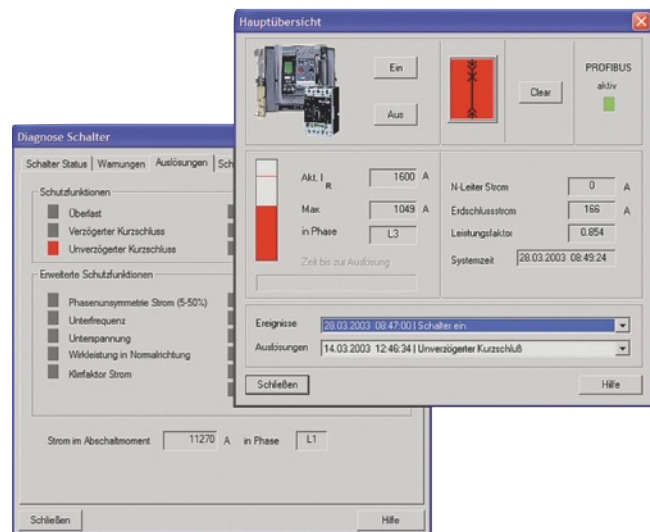 Hauptübersicht
Ein
Aus
Clear
PROFIBUS
aktiv
Akt. I R 1600 A
Max. 1049 A
in Phase L3
Zeit bis zur Auslösung
N-Leiter Strom 0 A
Erdschlussstrom 166 A
Leistungsfaktor 0.854
Systemzeit 28.03.2003 08:49:24
Ereignisse 28.03.2003 08:47:00 | Schalter ein
Auslösungen 14.03.2003 12:46:34 | Unverzögerter Kurzschluß
Schließen Hilfe
Diagnose Schalter
Schalter Status Warnungen Auslösungen Sch
Schutzfunktionen
Überlast
Verzögerter Kurzschluss
Unverzögerter Kurzschluss
Erweiterte Schutzfunktionen
Phasenunsymmetrie Strom (5-50%)
Unterfrequenz
Unterspannung
Wirkleistung in Normalrichtung
Klirrfaktor Strom
Strom im Abschaltmoment 11270 A in Phase L1
Schließen Hilfe